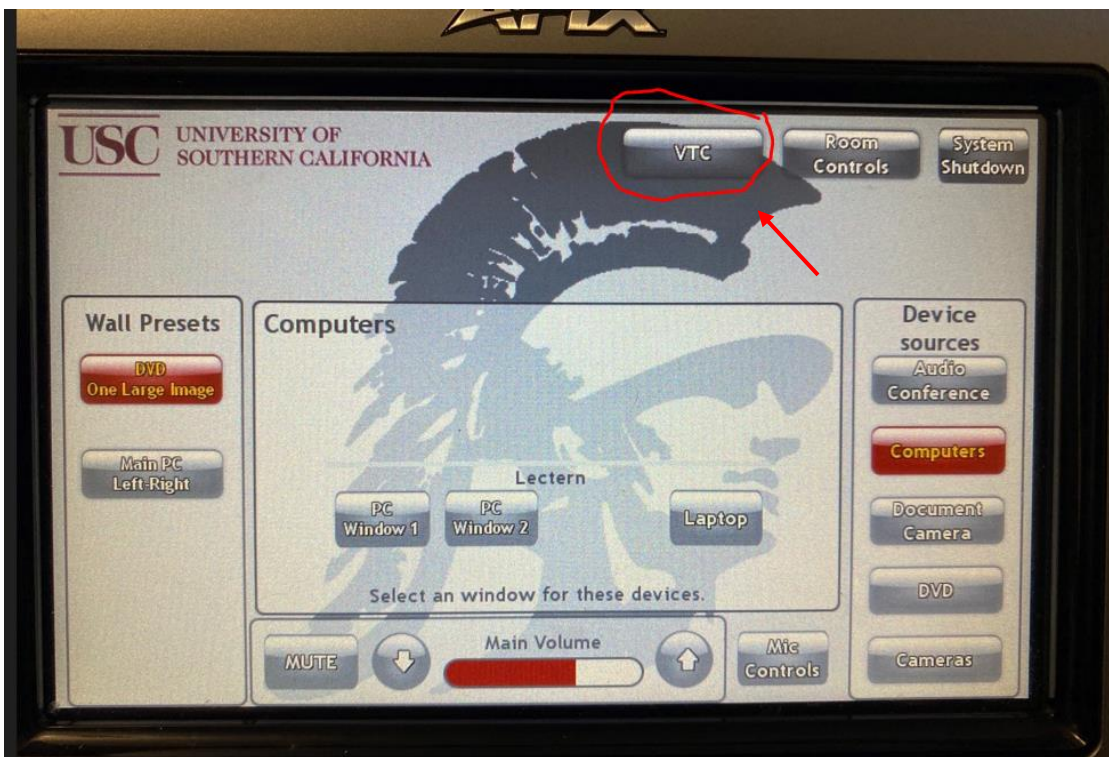 AMX
USC UNIVERSITY OF
SOUTHERN CALIFORNIA
VTC
Room
Controls
System
Shutdown
Wall Presets
DVD
One Large Image
Main PC
Left-Right
Computers
Lectern
PC
Window 1
PC
Window 2
Laptop
Select an window for these devices.
MUTE
Main Volume
Mic
Controls
Device
sources
Audio
Conference
Computers
Document
Camera
DVD
Cameras